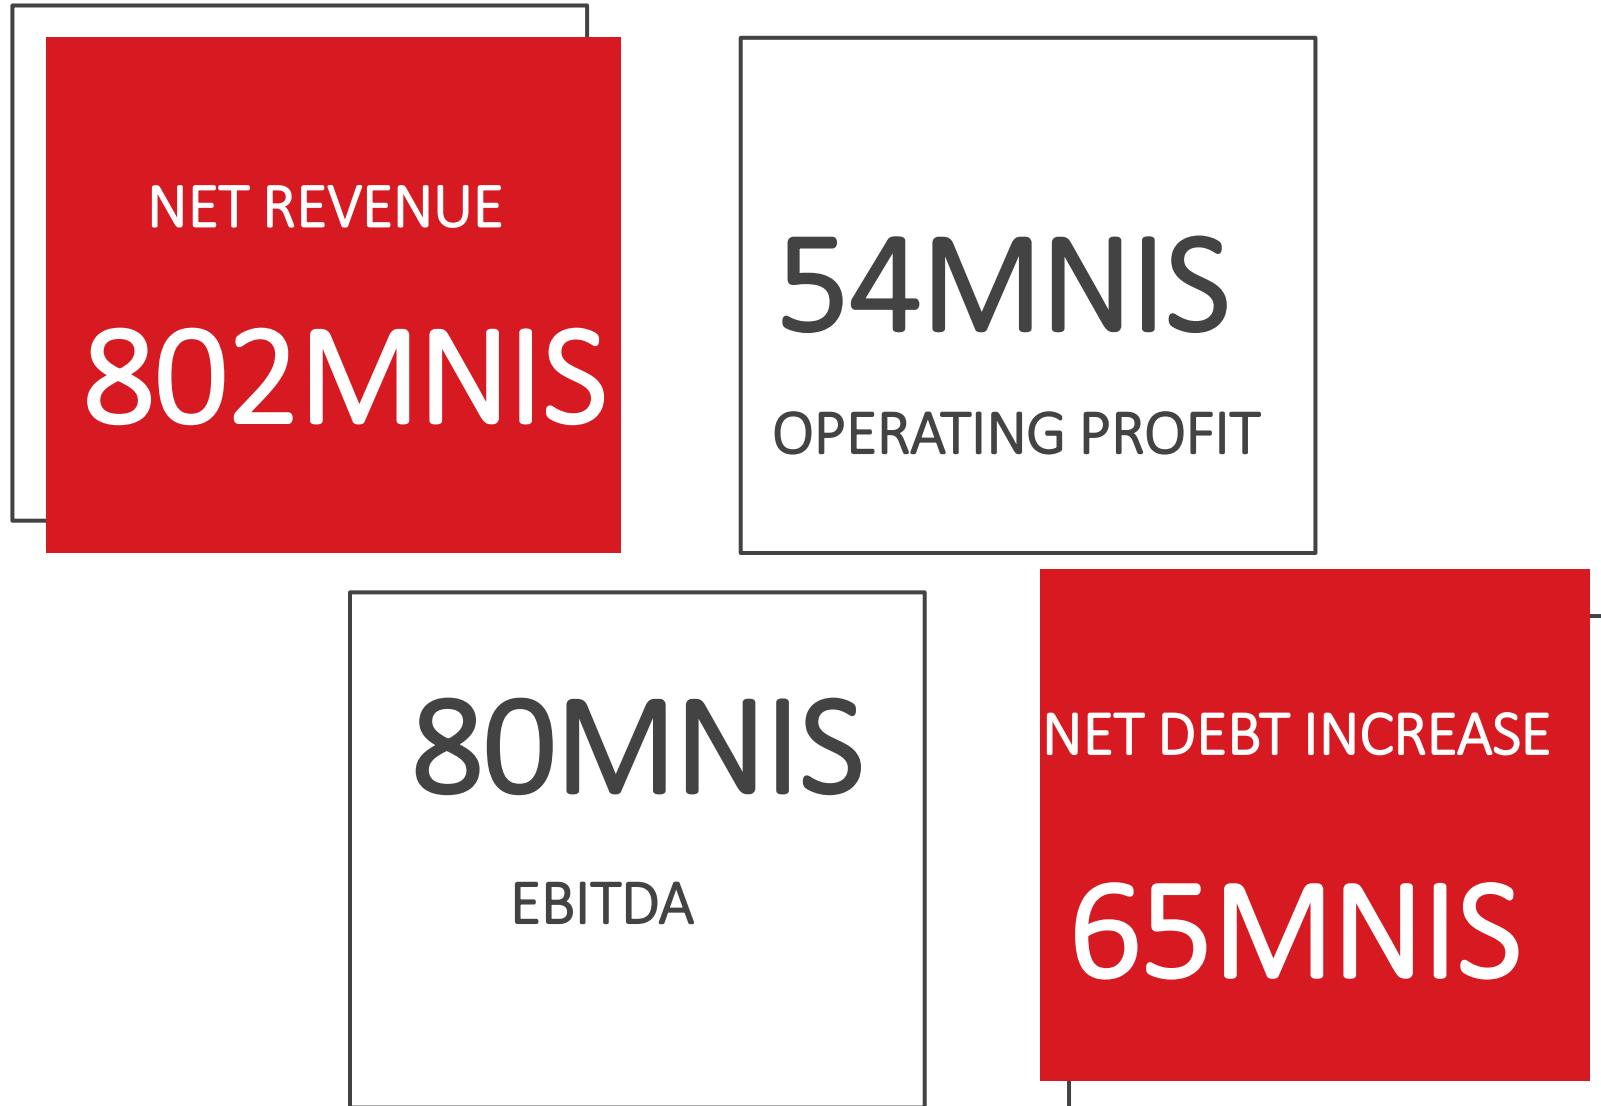 NET REVENUE
802MNIS
54MNIS
OPERATING PROFIT
80MNIS
EBITDA
NET DEBT INCREASE
65MNIS